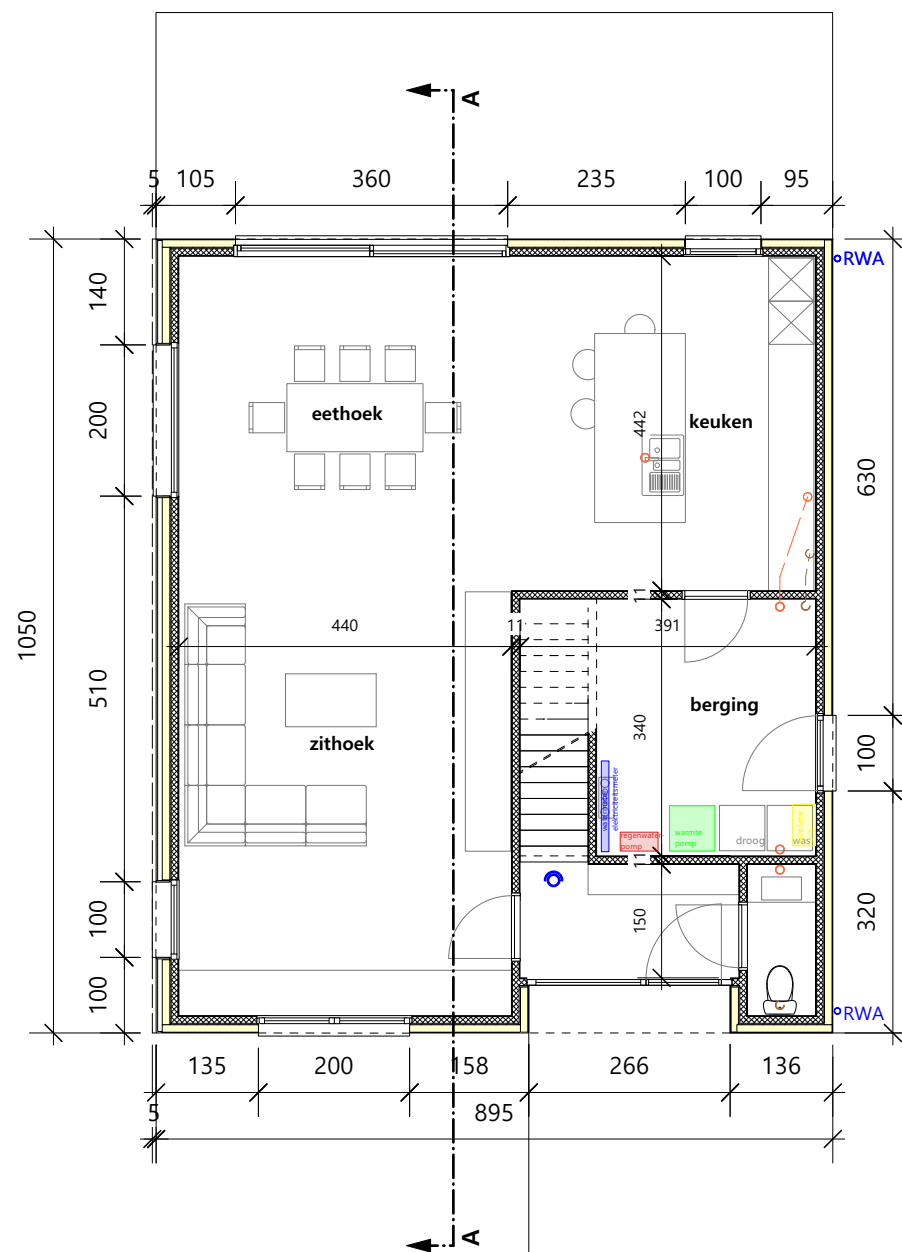 A
5 105 360 235 100 95
RWA
140
200
510
100
100
1050
eethoek
keuken
442
630
11
440 11 391
berging
zithoek
340
100
elektriciteitsmeter
regenwater-
pomp
warmte
pomp
droog
was
11
150
320
RWA
135 200 158 266 136
5 895
A